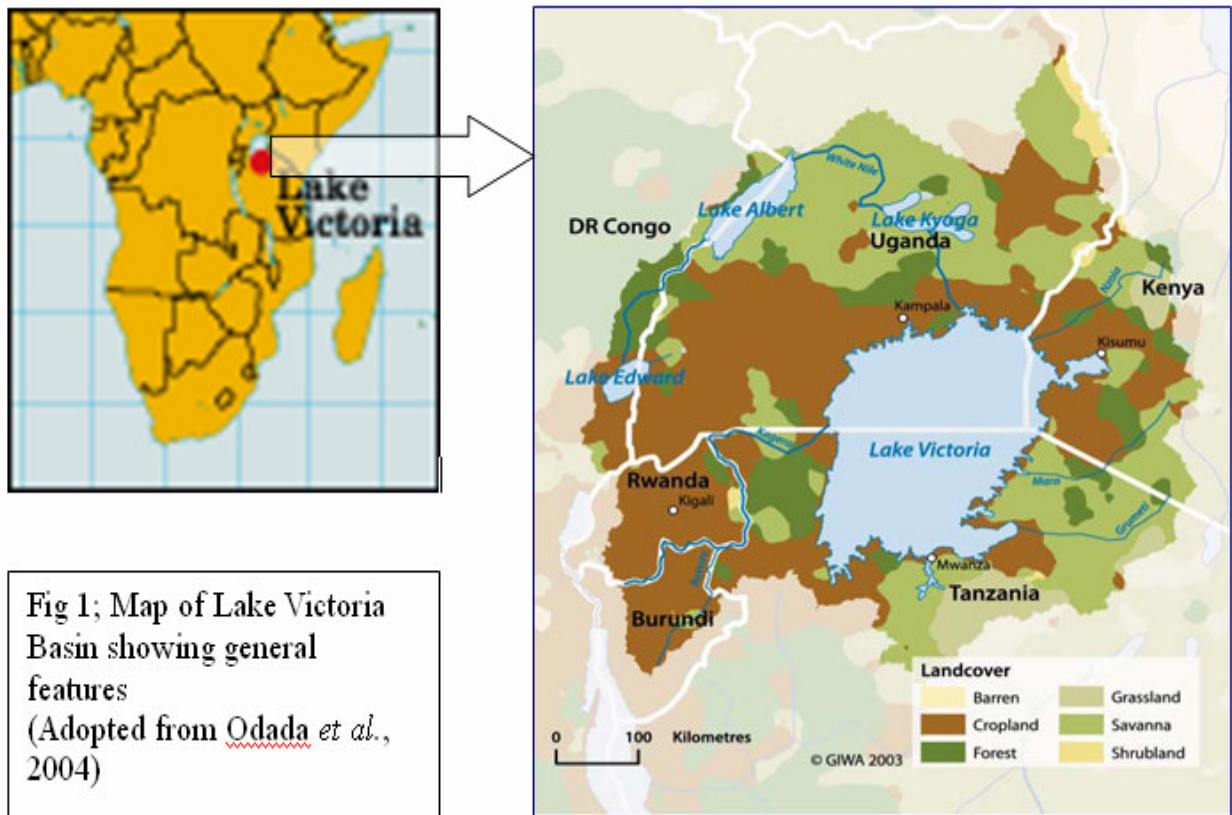 Lake
Victoria
Fig 1; Map of Lake Victoria
Basin showing general
features
(Adopted from Odada et al.,
2004)
White Nile
Lake Albert
Lake Kyoga
DR Congo
Uganda
Nzoia
Kenya
Kampala
Kisumu
Lake Edward
Kagera
Lake Victoria
Rwanda
Mara
Kigali
Grumeti
Mwanza
Tanzania
Burundi
Landcover
Barren
Grassland
Cropland
Savanna
Forest
Shrubland
0 100 Kilometres
© GIWA 2003